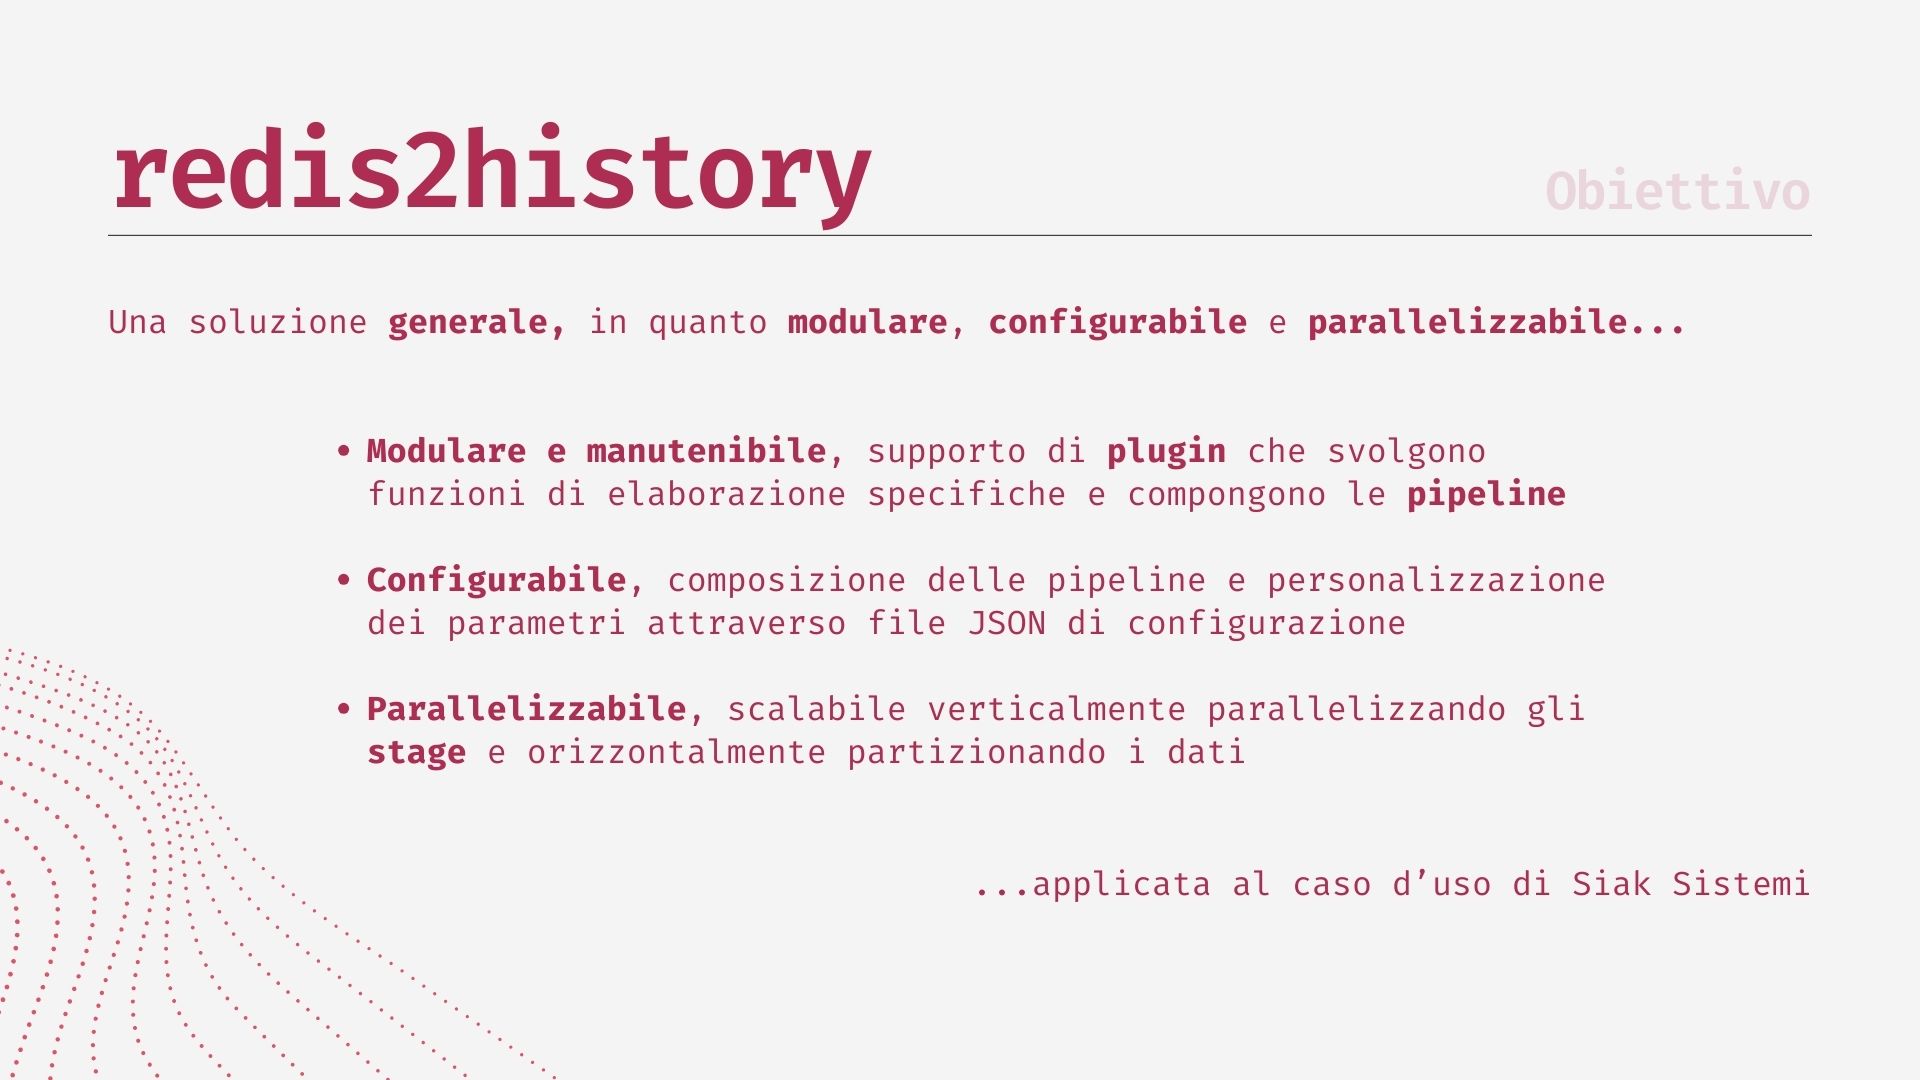 redis2history
Obiettivo
Una soluzione generale, in quanto modulare, configurabile e parallelizzabile...
• Modulare e manutenibile, supporto di plugin che svolgono
funzioni di elaborazione specifiche e compongono le pipeline
• Configurabile, composizione delle pipeline e personalizzazione
dei parametri attraverso file JSON di configurazione
• Parallelizzabile, scalabile verticalmente parallelizzando gli
stage e orizzontalmente partizionando i dati
...applicata al caso d’uso di Siak Sistemi